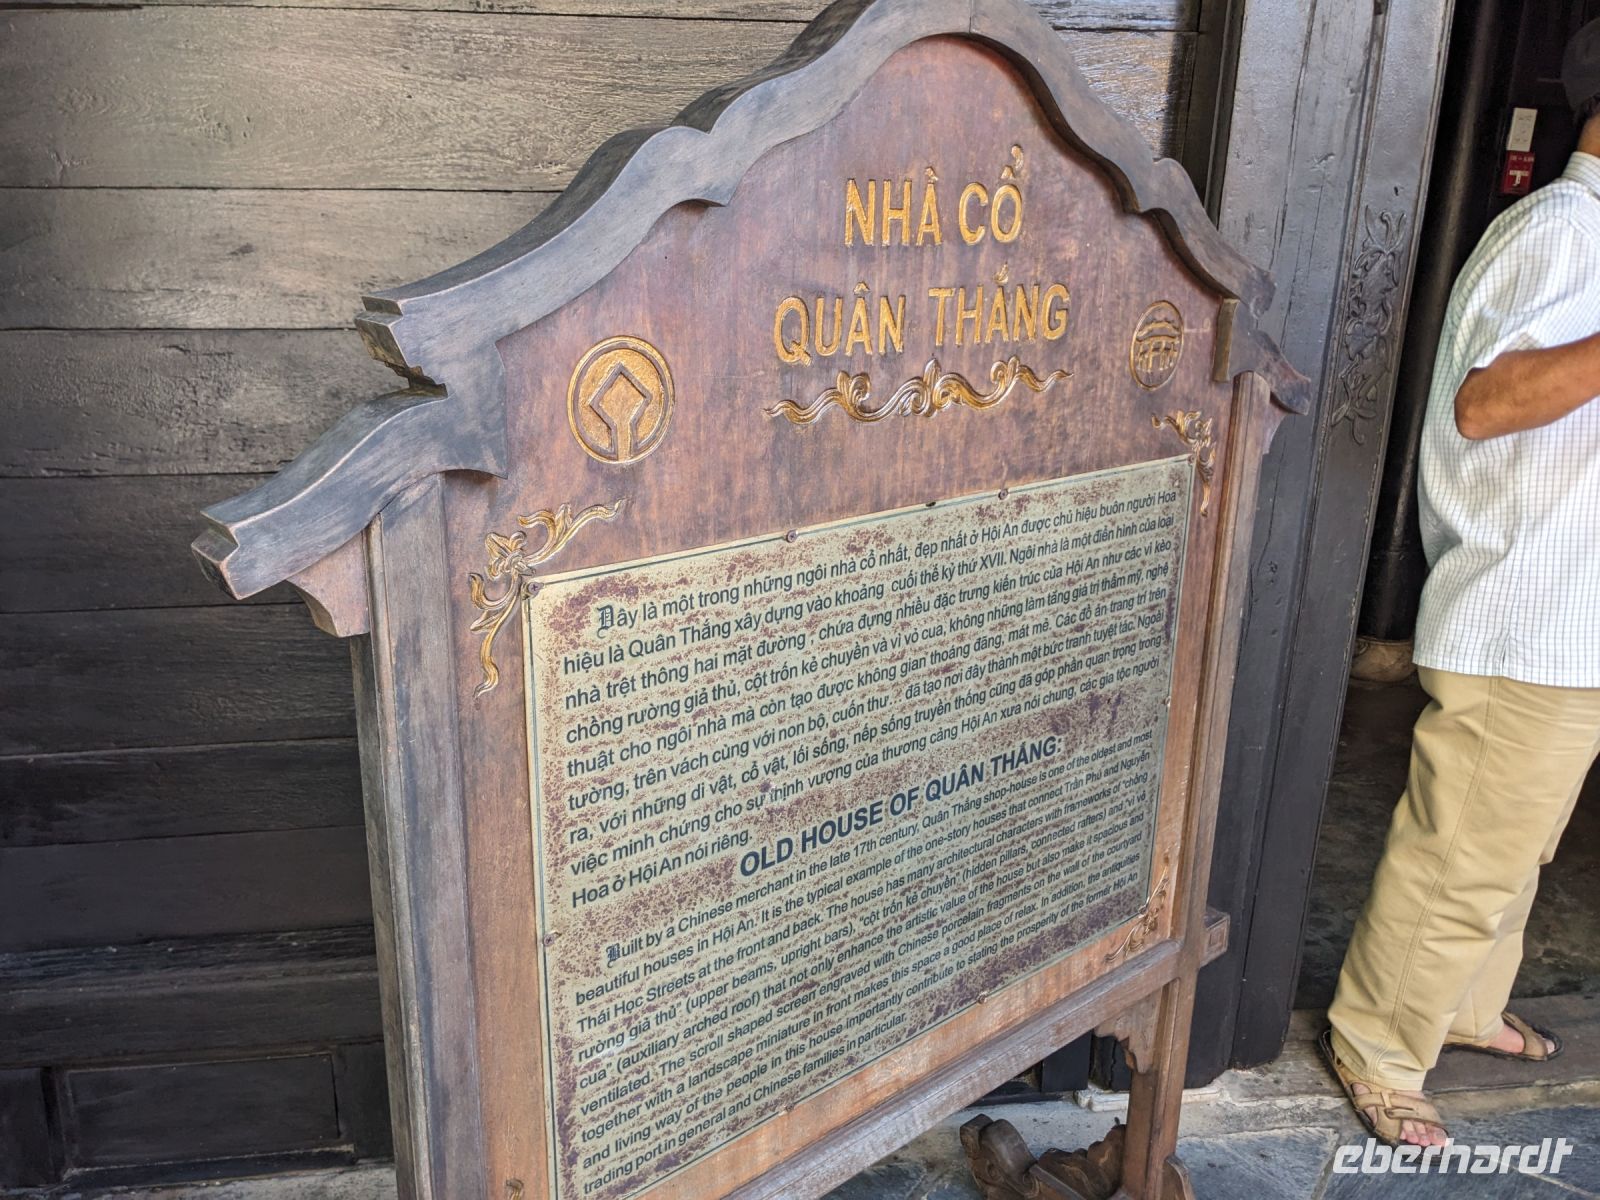 NHÀ CỔ
QUÂN THẮNG
Đây là một trong những ngôi nhà cổ nhất, đẹp nhất ở Hội An được chủ hiệu buôn người Hoa
hiệu là Quân Thắng xây dựng vào khoảng cuối thế kỷ thứ XVII. Ngôi nhà là một điển hình của loại
nhà trệt thông hai mặt đường - chứa đựng nhiều đặc trưng kiến trúc của Hội An như các vì kèo
chồng rường giả thủ, cột trốn kẻ chuyền và vì vỏ cua, không những làm tăng giá trị thẩm mỹ, nghệ
thuật cho ngôi nhà mà còn tạo được không gian thoáng đãng, mát mẻ. Các đồ án trang trí trên
tường, trên vách cùng với non bộ, cuốn thư... đã tạo nơi đây thành một bức tranh tuyệt tác. Ngoài
ra, với những di vật, cổ vật, lối sống, nếp sống truyền thống cũng đã góp phần quan trọng trong
việc minh chứng cho sự thịnh vượng của thương cảng Hội An xưa nói chung, các gia tộc người
Hoa ở Hội An nói riêng.
OLD HOUSE OF QUÂN THẮNG:
Built by a Chinese merchant in the late 17th century, Quân Thắng shop-house is one of the oldest and most
beautiful houses in Hội An. It is the typical example of the one-story houses that connect Trần Phú and Nguyễn
Thái Học Streets at the front and back. The house has many architectural characters with frameworks of "chồng
rường giả thủ" (upper beams, upright bars), "cột trốn kẻ chuyền" (hidden pillars, connected rafters) and "vì vỏ
cua" (auxiliary arched roof) that not only enhance the artistic value of the house but also make it spacious and
ventilated. The scroll shaped screen engraved with Chinese porcelain fragments on the wall of the courtyard
together with a landscape miniature in front makes this space a good place of relax. In addition, the antiquities
and living way of the people in this house importantly contribute to stating the prosperity of the former Hội An
trading port in general and Chinese families in particular.
eberhardt